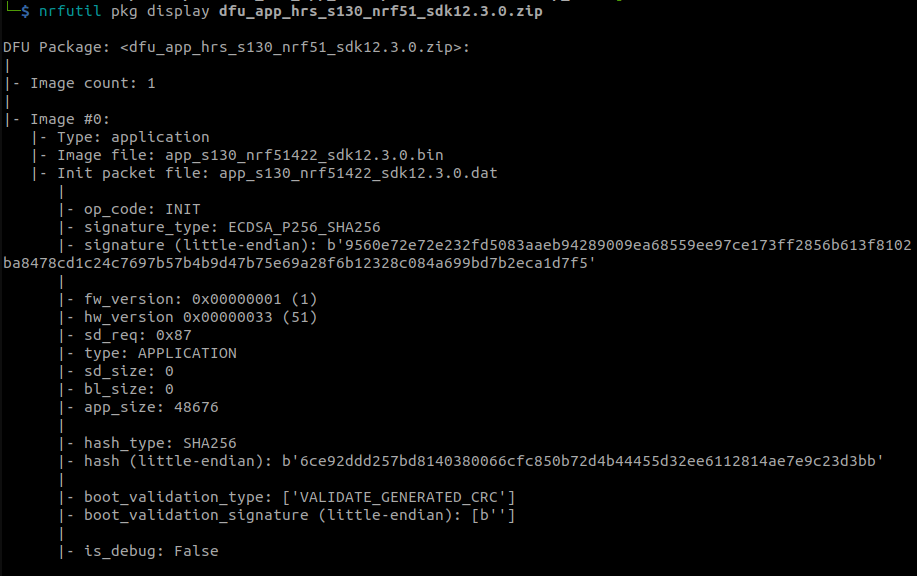 └─$ nrfutil pkg display dfu_app_hrs_s130_nrf51_sdk12.3.0.zip
DFU Package: <dfu_app_hrs_s130_nrf51_sdk12.3.0.zip>:
|
|- Image count: 1
|
|- Image #0:
   |- Type: application
   |- Image file: app_s130_nrf51422_sdk12.3.0.bin
   |- Init packet file: app_s130_nrf51422_sdk12.3.0.dat
      |
      |- op_code: INIT
      |- signature_type: ECDSA_P256_SHA256
      |- signature (little-endian): b'9560e72e72e232fd5083aaeb94289009ea68559ee97ce173ff2856b613f8102
ba8478cd1c24c7697b57b4b9d47b75e69a28f6b12328c084a699bd7b2eca1d7f5'
      |
      |- fw_version: 0x00000001 (1)
      |- hw_version 0x00000033 (51)
      |- sd_req: 0x87
      |- type: APPLICATION
      |- sd_size: 0
      |- bl_size: 0
      |- app_size: 48676
      |
      |- hash_type: SHA256
      |- hash (little-endian): b'6ce92ddd257bd8140380066cfc850b72d4b44455d32ee6112814ae7e9c23d3bb'
      |
      |- boot_validation_type: ['VALIDATE_GENERATED_CRC']
      |- boot_validation_signature (little-endian): [b'']
      |
      |- is_debug: False